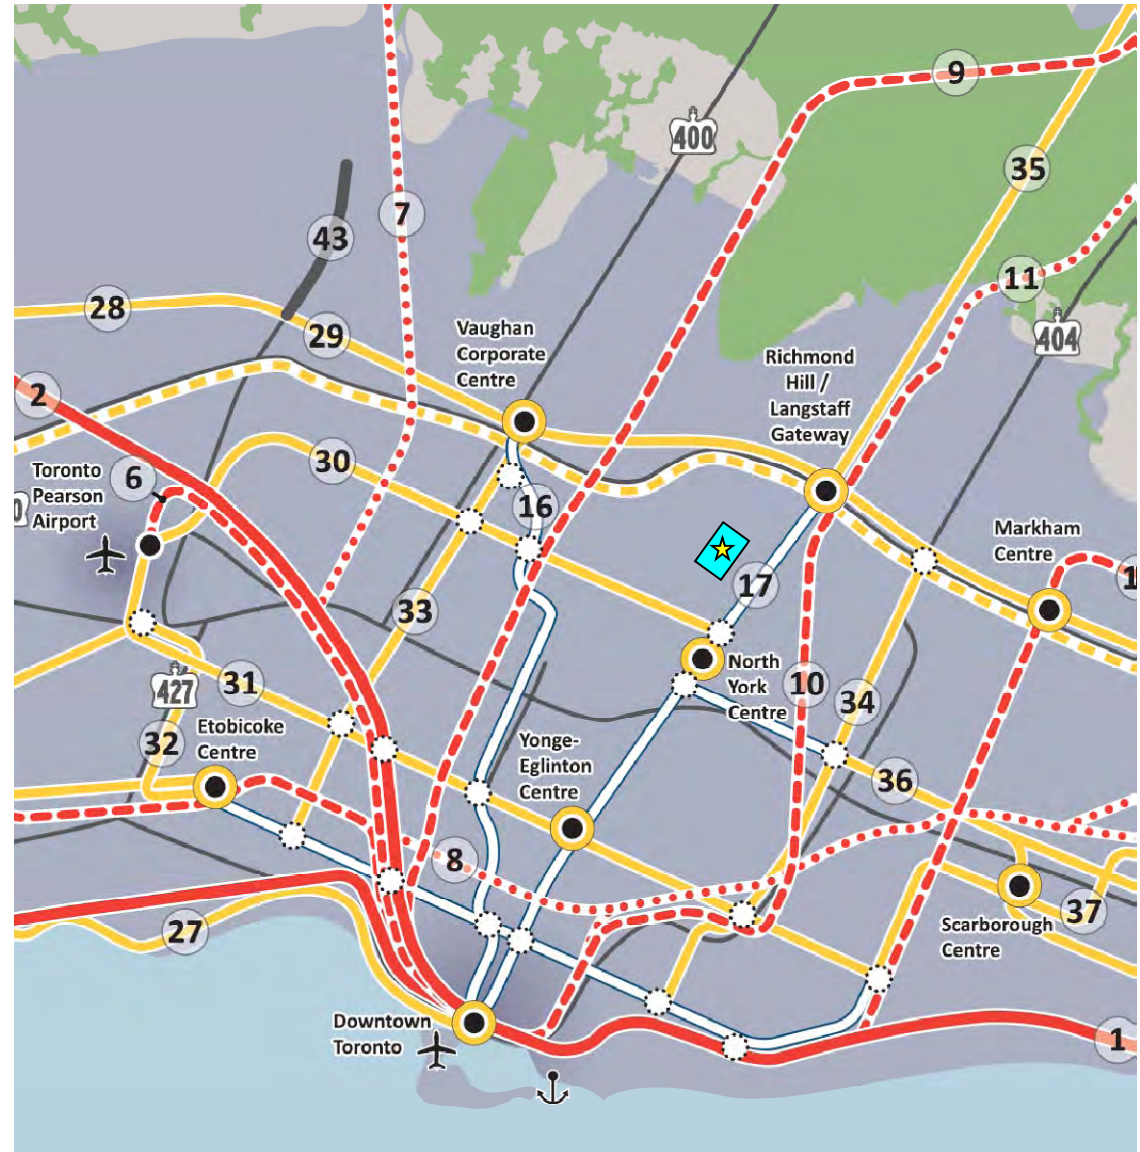 9
400
35
7
43
11
28
29
Vaughan
Corporate
Centre
404
Richmond
Hill /
Langstaff
Gateway
2
30
Toronto
Pearson
Airport
6
16
Markham
Centre
17
33
North
York
Centre
10
427
31
34
Etobicoke
Centre
32
Yonge-
Eglinton
Centre
36
8
27
37
Scarborough
Centre
Downtown
Toronto
1